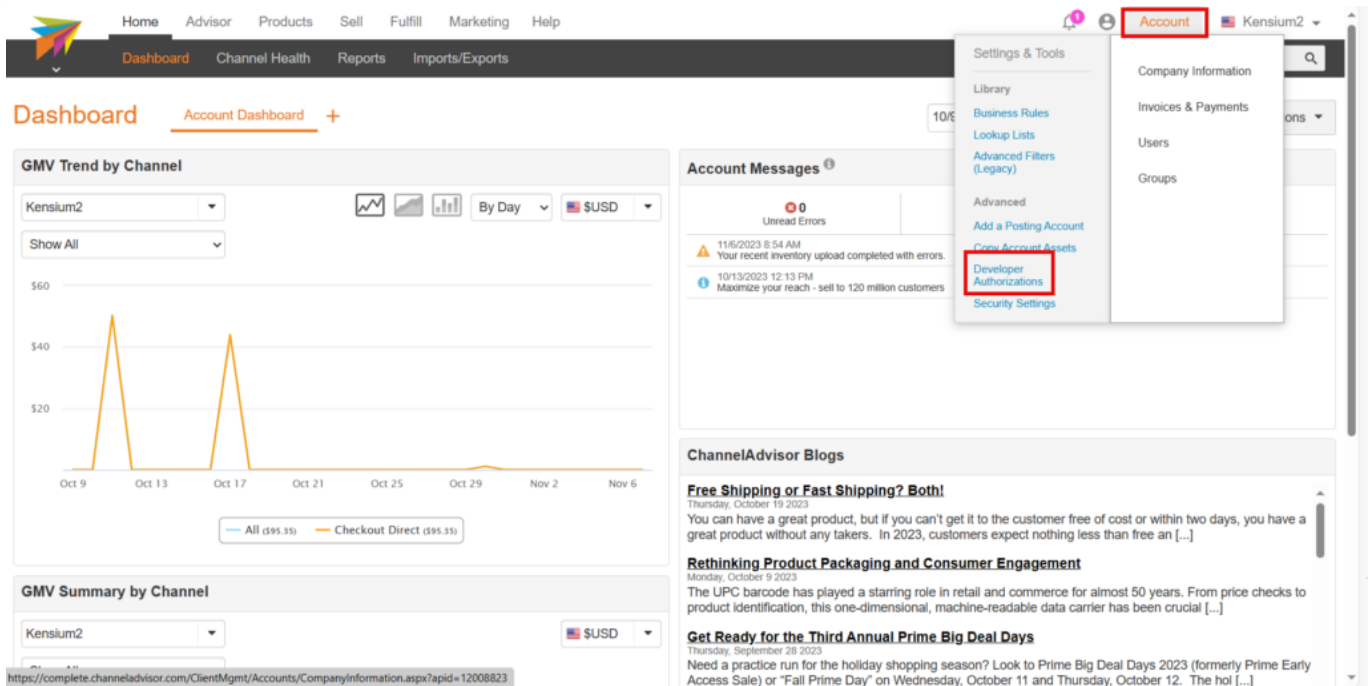 Home Advisor Products Sell Fulfill Marketing Help
1 Account Kensium2
Dashboard Channel Health Reports Imports/Exports
Settings & Tools
Library
Business Rules
Lookup Lists
Advanced Filters
(Legacy)
Advanced
Add a Posting Account
Copy Account Assets
Developer
Authorizations
Security Settings
Company Information
Invoices & Payments
Users
Groups
Dashboard Account Dashboard +
10/9
ons
GMV Trend by Channel
Kensium2
By Day $USD
Show All
$60
$40
$20
Oct 9 Oct 13 Oct 17 Oct 21 Oct 25 Oct 29 Nov 2 Nov 6
All ($95.35) Checkout Direct ($95.35)
Account Messages
0
Unread Errors
11/6/2023 8:54 AM
Your recent inventory upload completed with errors.
10/13/2023 12:13 PM
Maximize your reach - sell to 120 million customers
ChannelAdvisor Blogs
Free Shipping or Fast Shipping? Both!
Thursday, October 19 2023
You can have a great product, but if you can't get it to the customer free of cost or within two days, you have a
great product without any takers. In 2023, customers expect nothing less than free an [...]
Rethinking Product Packaging and Consumer Engagement
Monday, October 9 2023
The UPC barcode has played a starring role in retail and commerce for almost 50 years. From price checks to
product identification, this one-dimensional, machine-readable data carrier has been crucial [...]
Get Ready for the Third Annual Prime Big Deal Days
Thursday, September 28 2023
Need a practice run for the holiday shopping season? Look to Prime Big Deal Days 2023 (formerly Prime Early
Access Sale) or "Fall Prime Day" on Wednesday, October 11 and Thursday, October 12. The hol [...]
GMV Summary by Channel
Kensium2
$USD
https://complete.channeladvisor.com/ClientMgmt/Accounts/CompanyInformation.aspx?apid=12008823